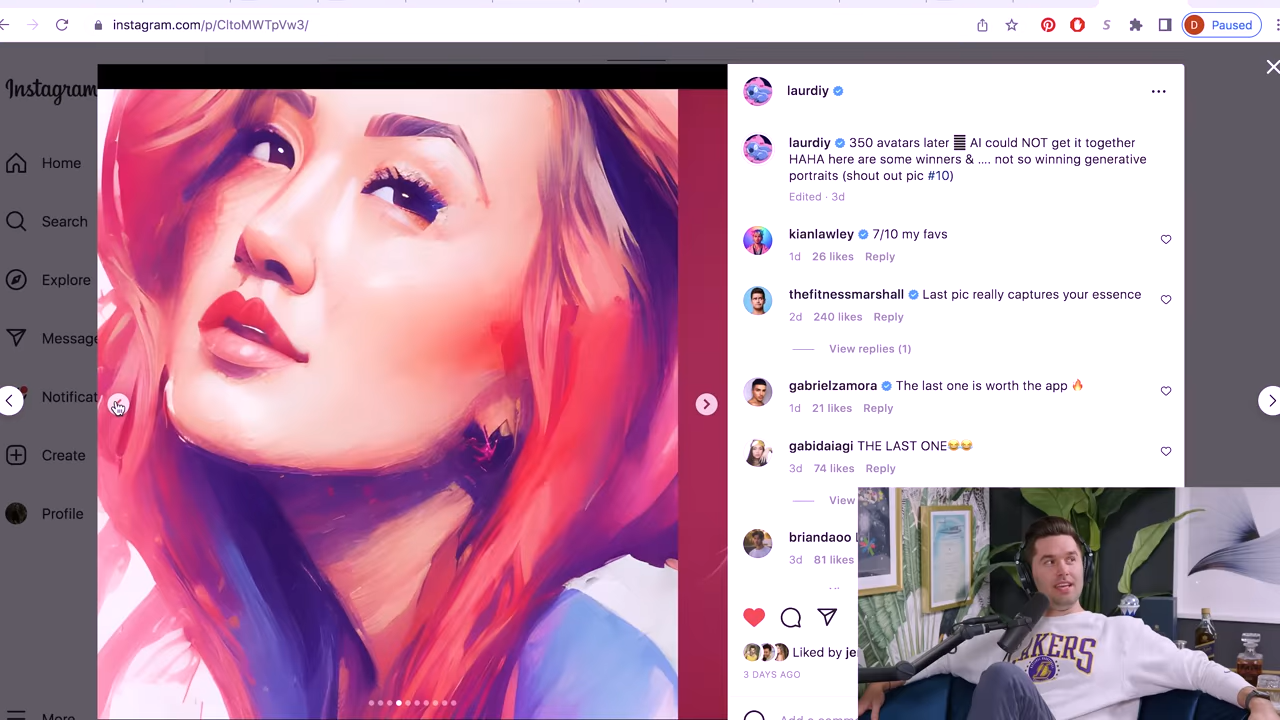 instagram.com/p/CltoMWTpVw3/
D Paused
Instagram
Home
Search
Explore
Message
Notificat
Create
Profile
More
laurdiy
laurdiy 350 avatars later AI could NOT get it together
HAHA here are some winners & .... not so winning generative
portraits (shout out pic #10)
Edited · 3d
kianlawley 7/10 my favs
1d 26 likes Reply
thefitnessmarshall Last pic really captures your essence
2d 240 likes Reply
View replies (1)
gabrielzamora The last one is worth the app 🔥
1d 21 likes Reply
gabidaiagi THE LAST ONE😂😂
3d 74 likes Reply
View
briandaoo
3d 81 likes
Liked by je
3 DAYS AGO
Add a comm
LAKERS